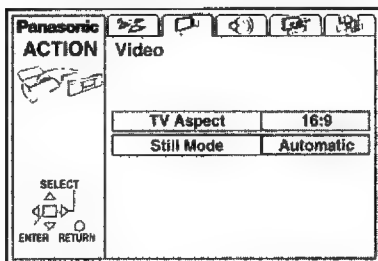 Panasonic
ACTION
Video
TV Aspect 16:9
Still Mode Automatic
SELECT
ENTER RETURN